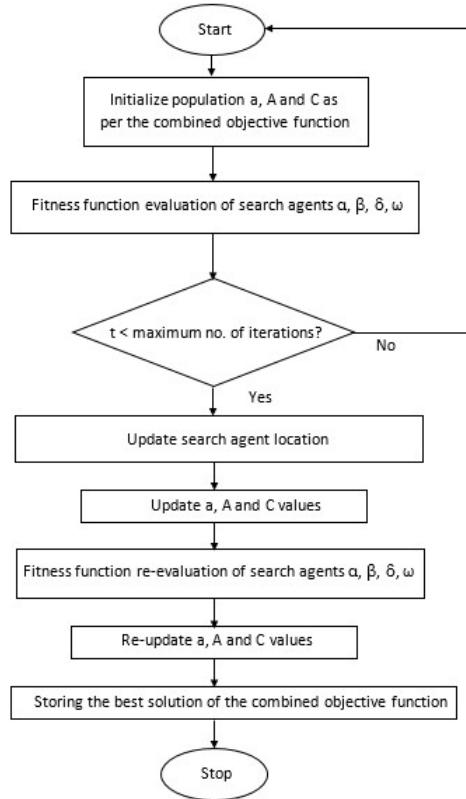 Start
Initialize population a, A and C as
per the combined objective function
Fitness function evaluation of search agents α, β, δ, ω
t < maximum no. of iterations?
No
Yes
Update search agent location
Update a, A and C values
Fitness function re-evaluation of search agents α, β, δ, ω
Re-update a, A and C values
Storing the best solution of the combined objective function
Stop